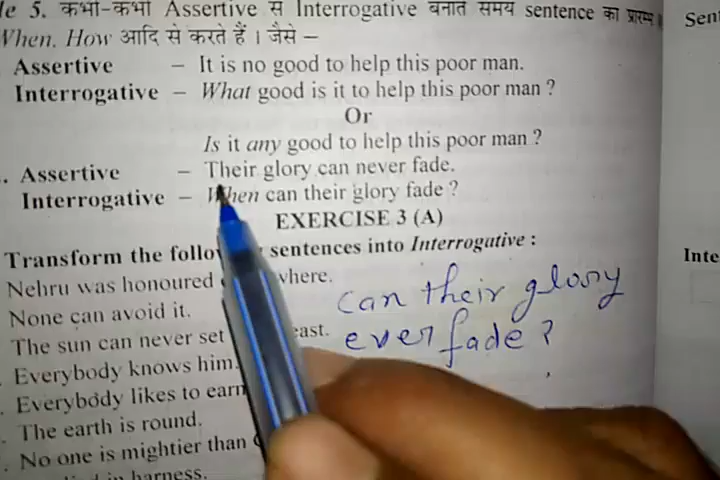 le 5. कभी-कभी Assertive से Interrogative बनाते समय sentence का प्रारम्भ
When. How आदि से करते हैं । जैसे –
Assertive – It is no good to help this poor man.
Interrogative – What good is it to help this poor man ?
Or
Is it any good to help this poor man ?
Assertive – Their glory can never fade.
Interrogative – When can their glory fade ?
EXERCISE 3 (A)
Transform the sentences into Interrogative :
Nehru was honoured where.
None can avoid it.
The sun can never set east.
Everybody knows him.
Everybody likes to earn
The earth is round.
No one is mightier than
in harness.
can their glory
ever fade ?
Sent
Inte